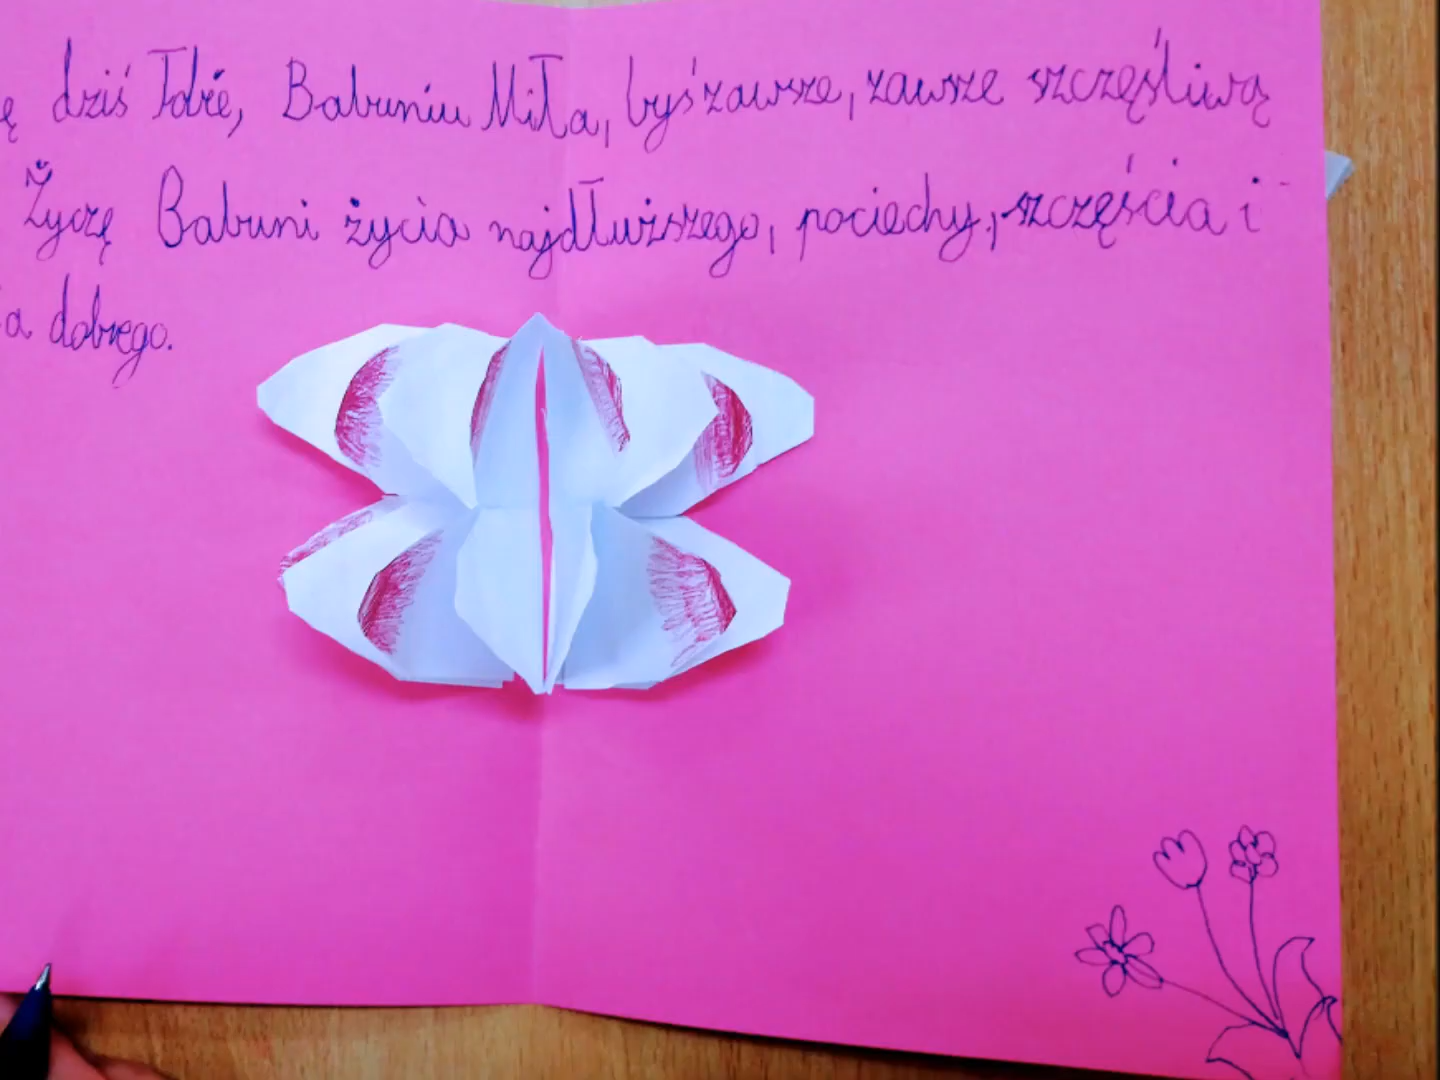 ę dziś Tobie, Babuniu Miła, byś zawsze, zawsze szczęśliwą
Życzę Babuni życia najdłuższego, pociechy, szczęścia i
a dobrego.